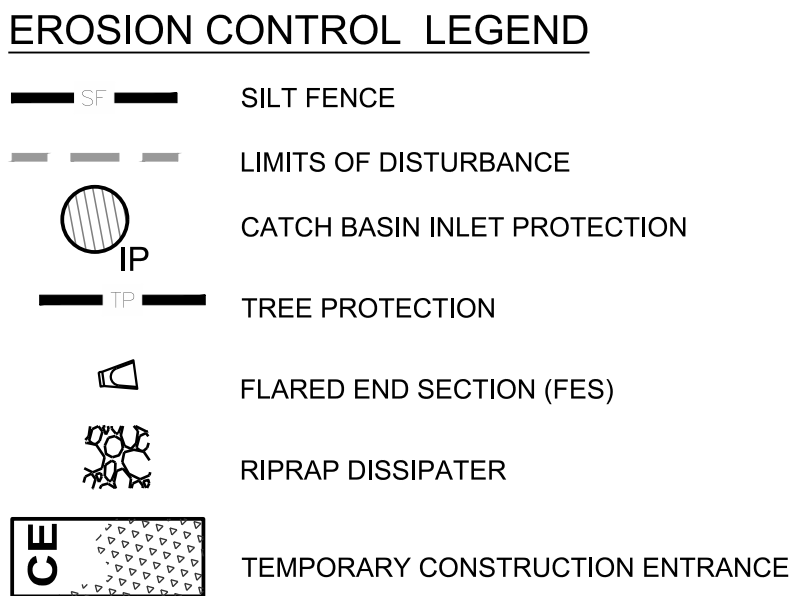 EROSION CONTROL LEGEND
SF SILT FENCE
LIMITS OF DISTURBANCE
CATCH BASIN INLET PROTECTION
IP
TP TREE PROTECTION
FLARED END SECTION (FES)
RIPRAP DISSIPATER
CE TEMPORARY CONSTRUCTION ENTRANCE